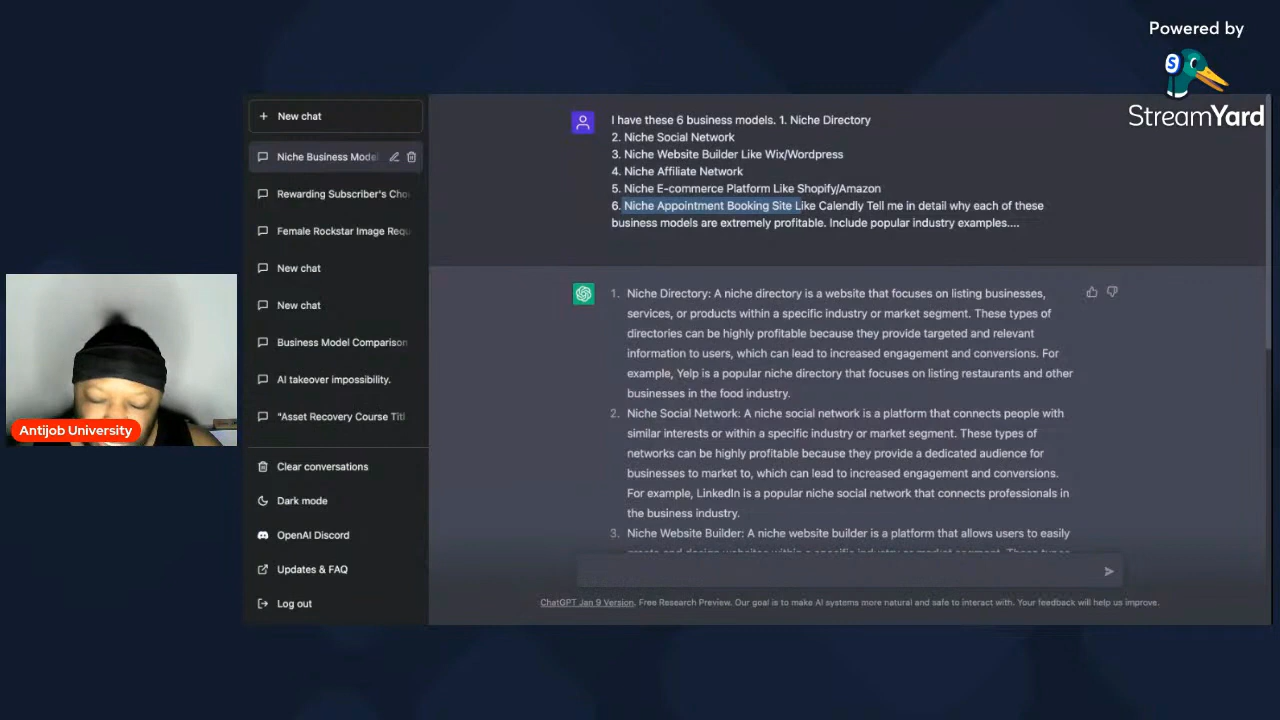 Powered by
S
StreamYard
New chat
Niche Business Model
Rewarding Subscriber's Cho
Female Rockstar Image Requ
New chat
New chat
Business Model Comparison
AI takeover impossibility.
"Asset Recovery Course Titl
Clear conversations
Dark mode
OpenAI Discord
Updates & FAQ
Log out
I have these 6 business models. 1. Niche Directory
2. Niche Social Network
3. Niche Website Builder Like Wix/Wordpress
4. Niche Affiliate Network
5. Niche E-commerce Platform Like Shopify/Amazon
6. Niche Appointment Booking Site Like Calendly Tell me in detail why each of these
business models are extremely profitable. Include popular industry examples....
1. Niche Directory: A niche directory is a website that focuses on listing businesses,
services, or products within a specific industry or market segment. These types of
directories can be highly profitable because they provide targeted and relevant
information to users, which can lead to increased engagement and conversions. For
example, Yelp is a popular niche directory that focuses on listing restaurants and other
businesses in the food industry.
2. Niche Social Network: A niche social network is a platform that connects people with
similar interests or within a specific industry or market segment. These types of
networks can be highly profitable because they provide a dedicated audience for
businesses to market to, which can lead to increased engagement and conversions.
For example, LinkedIn is a popular niche social network that connects professionals in
the business industry.
3. Niche Website Builder: A niche website builder is a platform that allows users to easily
create and design websites within a specific industry or market segment. These types
ChatGPT Jan 9 Version. Free Research Preview. Our goal is to make AI systems more natural and safe to interact with. Your feedback will help us improve.
Antijob University